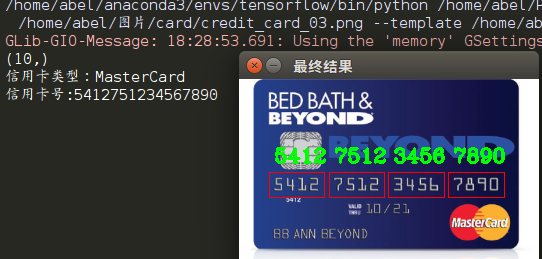 /home/abel/anaconda3/envs/tensorflow/bin/python /home/abel/P
/home/abel/图片/card/credit_card_03.png --template /home/abe
GLib-GIO-Message: 18:28:53.691: Using the 'memory' GSettings
(10,)
信用卡类型：MasterCard
信用卡号:5412751234567890
最终结果
BED BATH &
BEYOND
BEYOND
5412 7512 3456 7890
5412 7512 3456 7890
5412
VALID THRU 10/21
BB ANN BEYOND
MasterCard